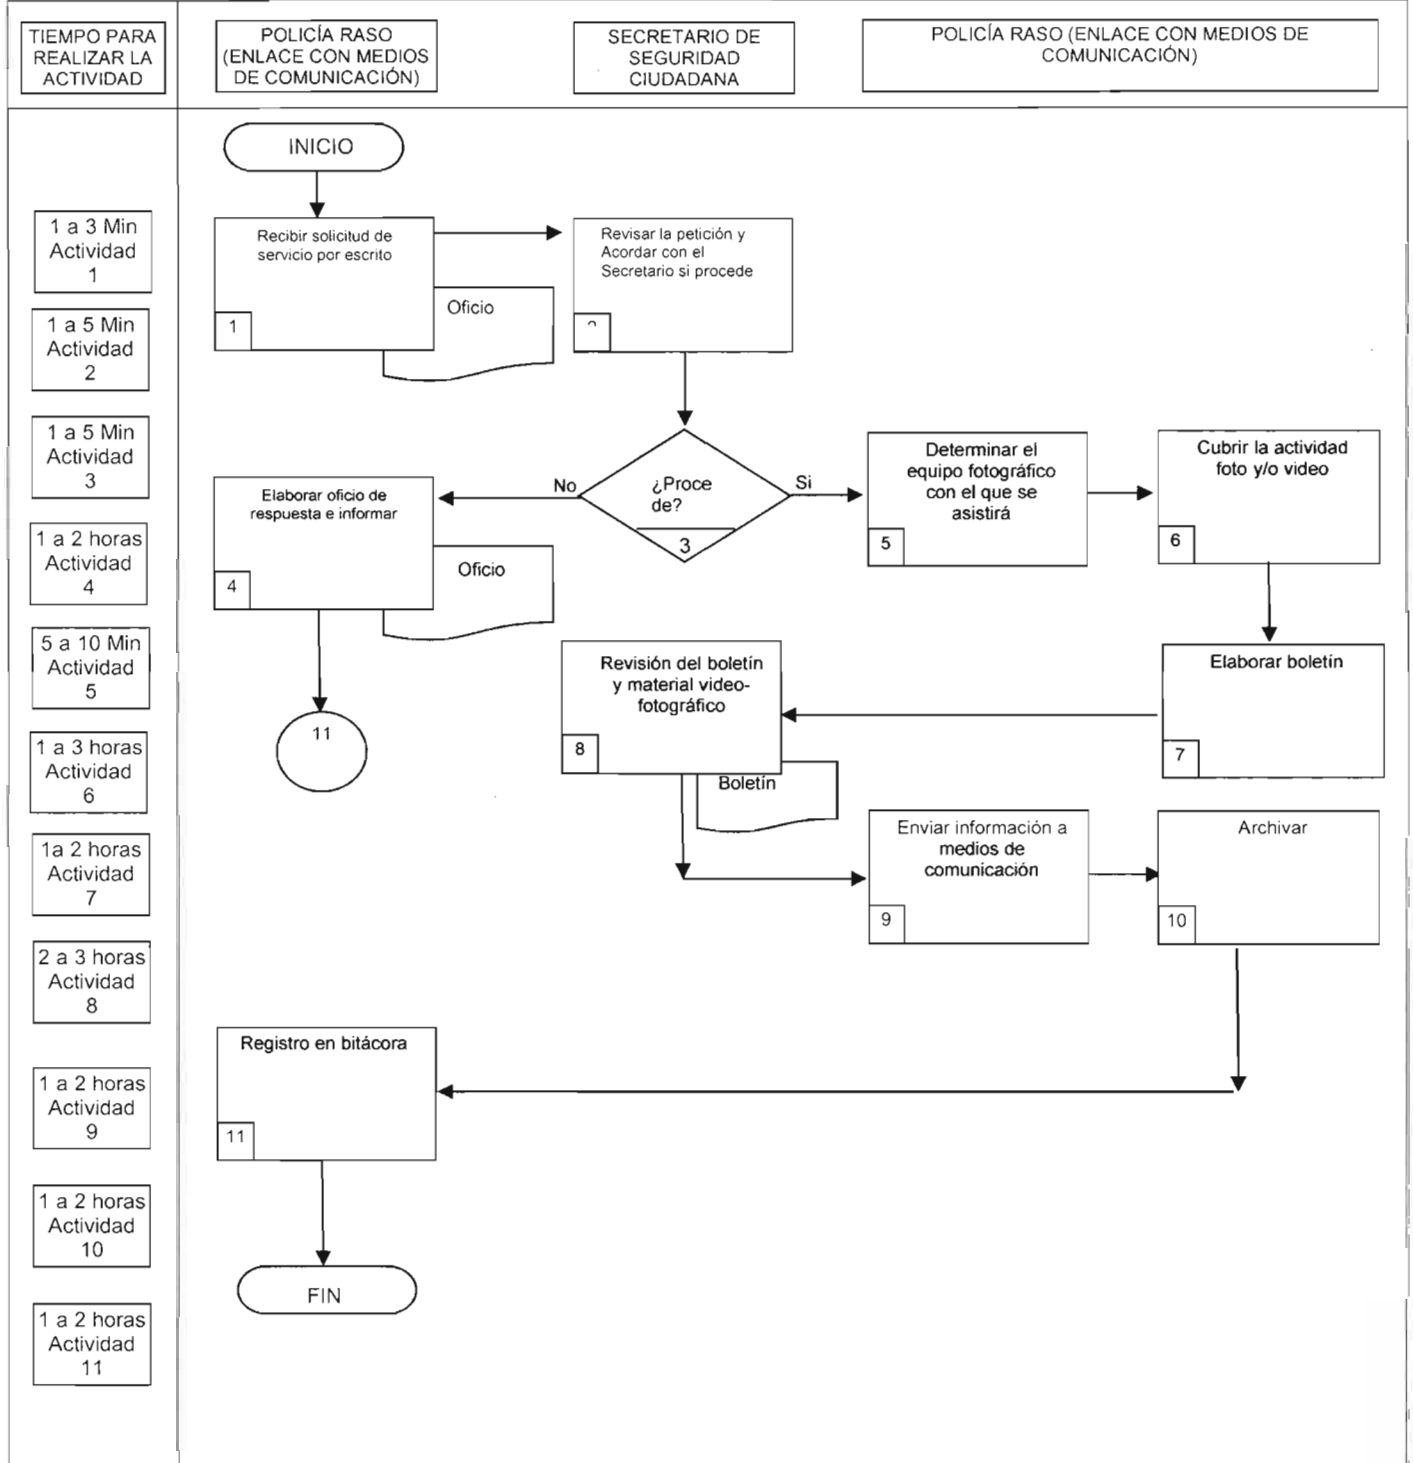 TIEMPO PARA
REALIZAR LA
ACTIVIDAD
POLICÍA RASO
(ENLACE CON MEDIOS
DE COMUNICACIÓN)
SECRETARIO DE
SEGURIDAD
CIUDADANA
POLICÍA RASO (ENLACE CON MEDIOS DE
COMUNICACIÓN)
INICIO
1 a 3 Min
Actividad
1
Recibir solicitud de
servicio por escrito
1
Oficio
Revisar la petición y
Acordar con el
Secretario si procede
1 a 5 Min
Actividad
2
1 a 5 Min
Actividad
3
¿Proce
de?
3
No
Si
Elaborar oficio de
respuesta e informar
4
Oficio
11
Determinar el
equipo fotográfico
con el que se
asistirá
5
Cubrir la actividad
foto y/o video
6
1 a 2 horas
Actividad
4
5 a 10 Min
Actividad
5
Elaborar boletín
7
Revisión del boletín
y material video-
fotográfico
8
Boletín
1 a 3 horas
Actividad
6
1a 2 horas
Actividad
7
Enviar información a
medios de
comunicación
9
Archivar
10
2 a 3 horas
Actividad
8
Registro en bitácora
11
1 a 2 horas
Actividad
9
1 a 2 horas
Actividad
10
FIN
1 a 2 horas
Actividad
11